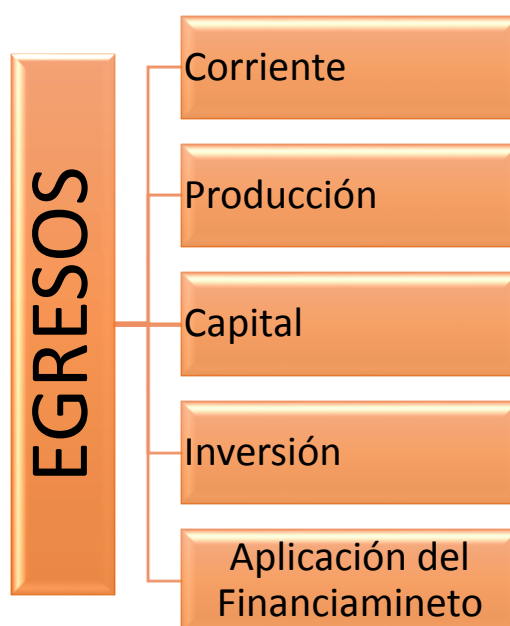 EGRESOS
Corriente
Producción
Capital
Inversión
Aplicación del
Financiamineto